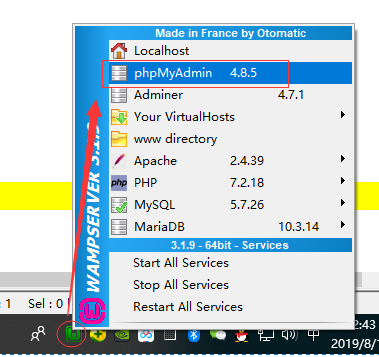 Made in France by Otomatic
Localhost
phpMyAdmin 4.8.5
Adminer 4.7.1
Your VirtualHosts
www directory
Apache 2.4.39
php PHP 7.2.18
MySQL 5.7.26
MariaDB 10.3.14
WAMPSERVER 3.1.9
3.1.9 - 64bit - Services
Start All Services
Stop All Services
Restart All Services
: 1 Sel : 0
中
2:43
2019/8/